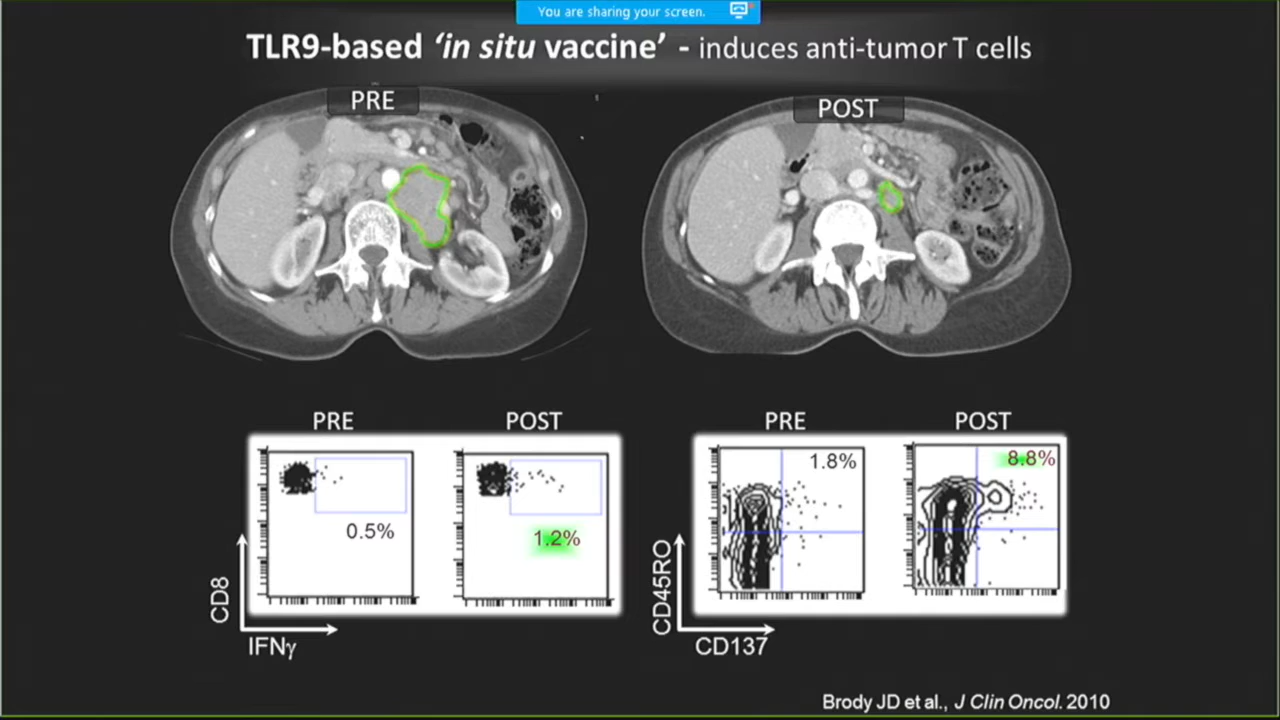 You are sharing your screen.
TLR9-based ‘in situ vaccine’ - induces anti-tumor T cells
PRE
POST
PRE
POST
PRE
POST
0.5%
1.2%
1.8%
8.8%
CD8
IFNγ
CD45RO
CD137
Brody JD et al., J Clin Oncol. 2010